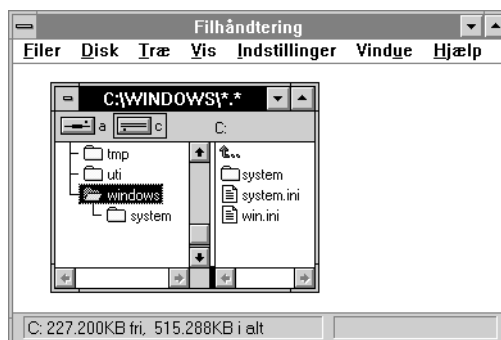 Filhåndtering
Filer Disk Træ Vis Indstillinger Vindue Hjælp
C:\WINDOWS\*.*
a c C:
tmp
uti
windows
system
..
system
system.ini
win.ini
C: 227.200KB fri, 515.288KB i alt